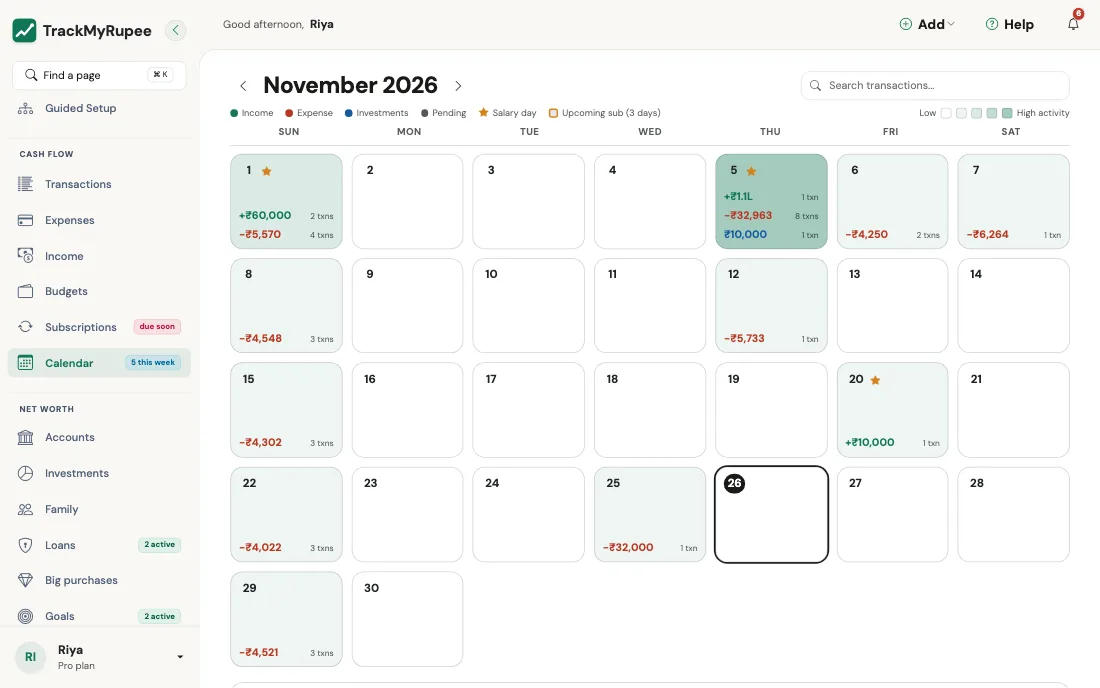 TrackMyRupee
Find a page ⌘ K
Guided Setup
CASH FLOW
Transactions
Expenses
Income
Budgets
Subscriptions due soon
Calendar 5 this week
NET WORTH
Accounts
Investments
Family
Loans 2 active
Big purchases
Goals 2 active
RI Riya
Pro plan
Good afternoon, Riya
Add
Help
6
November 2026
Search transactions...
Income Expense Investments Pending Salary day Upcoming sub (3 days)
Low High activity
SUN MON TUE WED THU FRI SAT
1
+₹60,000 2 txns
-₹5,570 4 txns
2
3
4
5
+₹1.1L 1 txn
-₹32,963 8 txns
₹10,000 1 txn
6
-₹4,250 2 txns
7
-₹6,264 1 txn
8
-₹4,548 3 txns
9
10
11
12
-₹5,733 1 txn
13
14
15
-₹4,302 3 txns
16
17
18
19
20
+₹10,000 1 txn
21
22
-₹4,022 3 txns
23
24
25
-₹32,000 1 txn
26
27
28
29
-₹4,521 3 txns
30